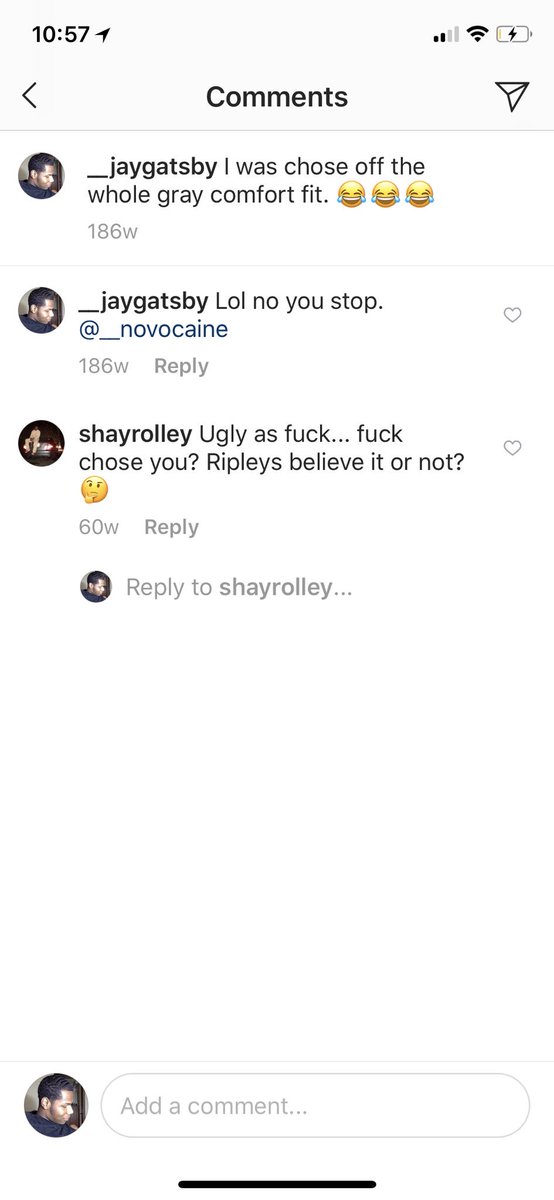 10:57
Comments
__jaygatsby I was chose off the
whole gray comfort fit. 😂😂😂
186w
__jaygatsby Lol no you stop.
@__novocaine
186w Reply
shayrolley Ugly as fuck... fuck
chose you? Ripleys believe it or not?
🤔
60w Reply
Reply to shayrolley...
Add a comment...